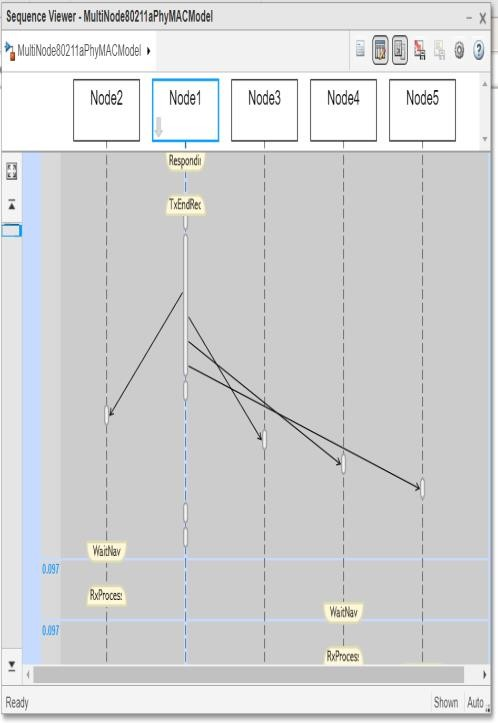 Sequence Viewer - MultiNode80211aPhyMACModel
MultiNode80211aPhyMACModel
Node2 Node1 Node3 Node4 Node5
Respondi
TxEndRec
WaitNav
0.097
RxProces
WaitNav
0.097
RxProces
Ready Shown Auto